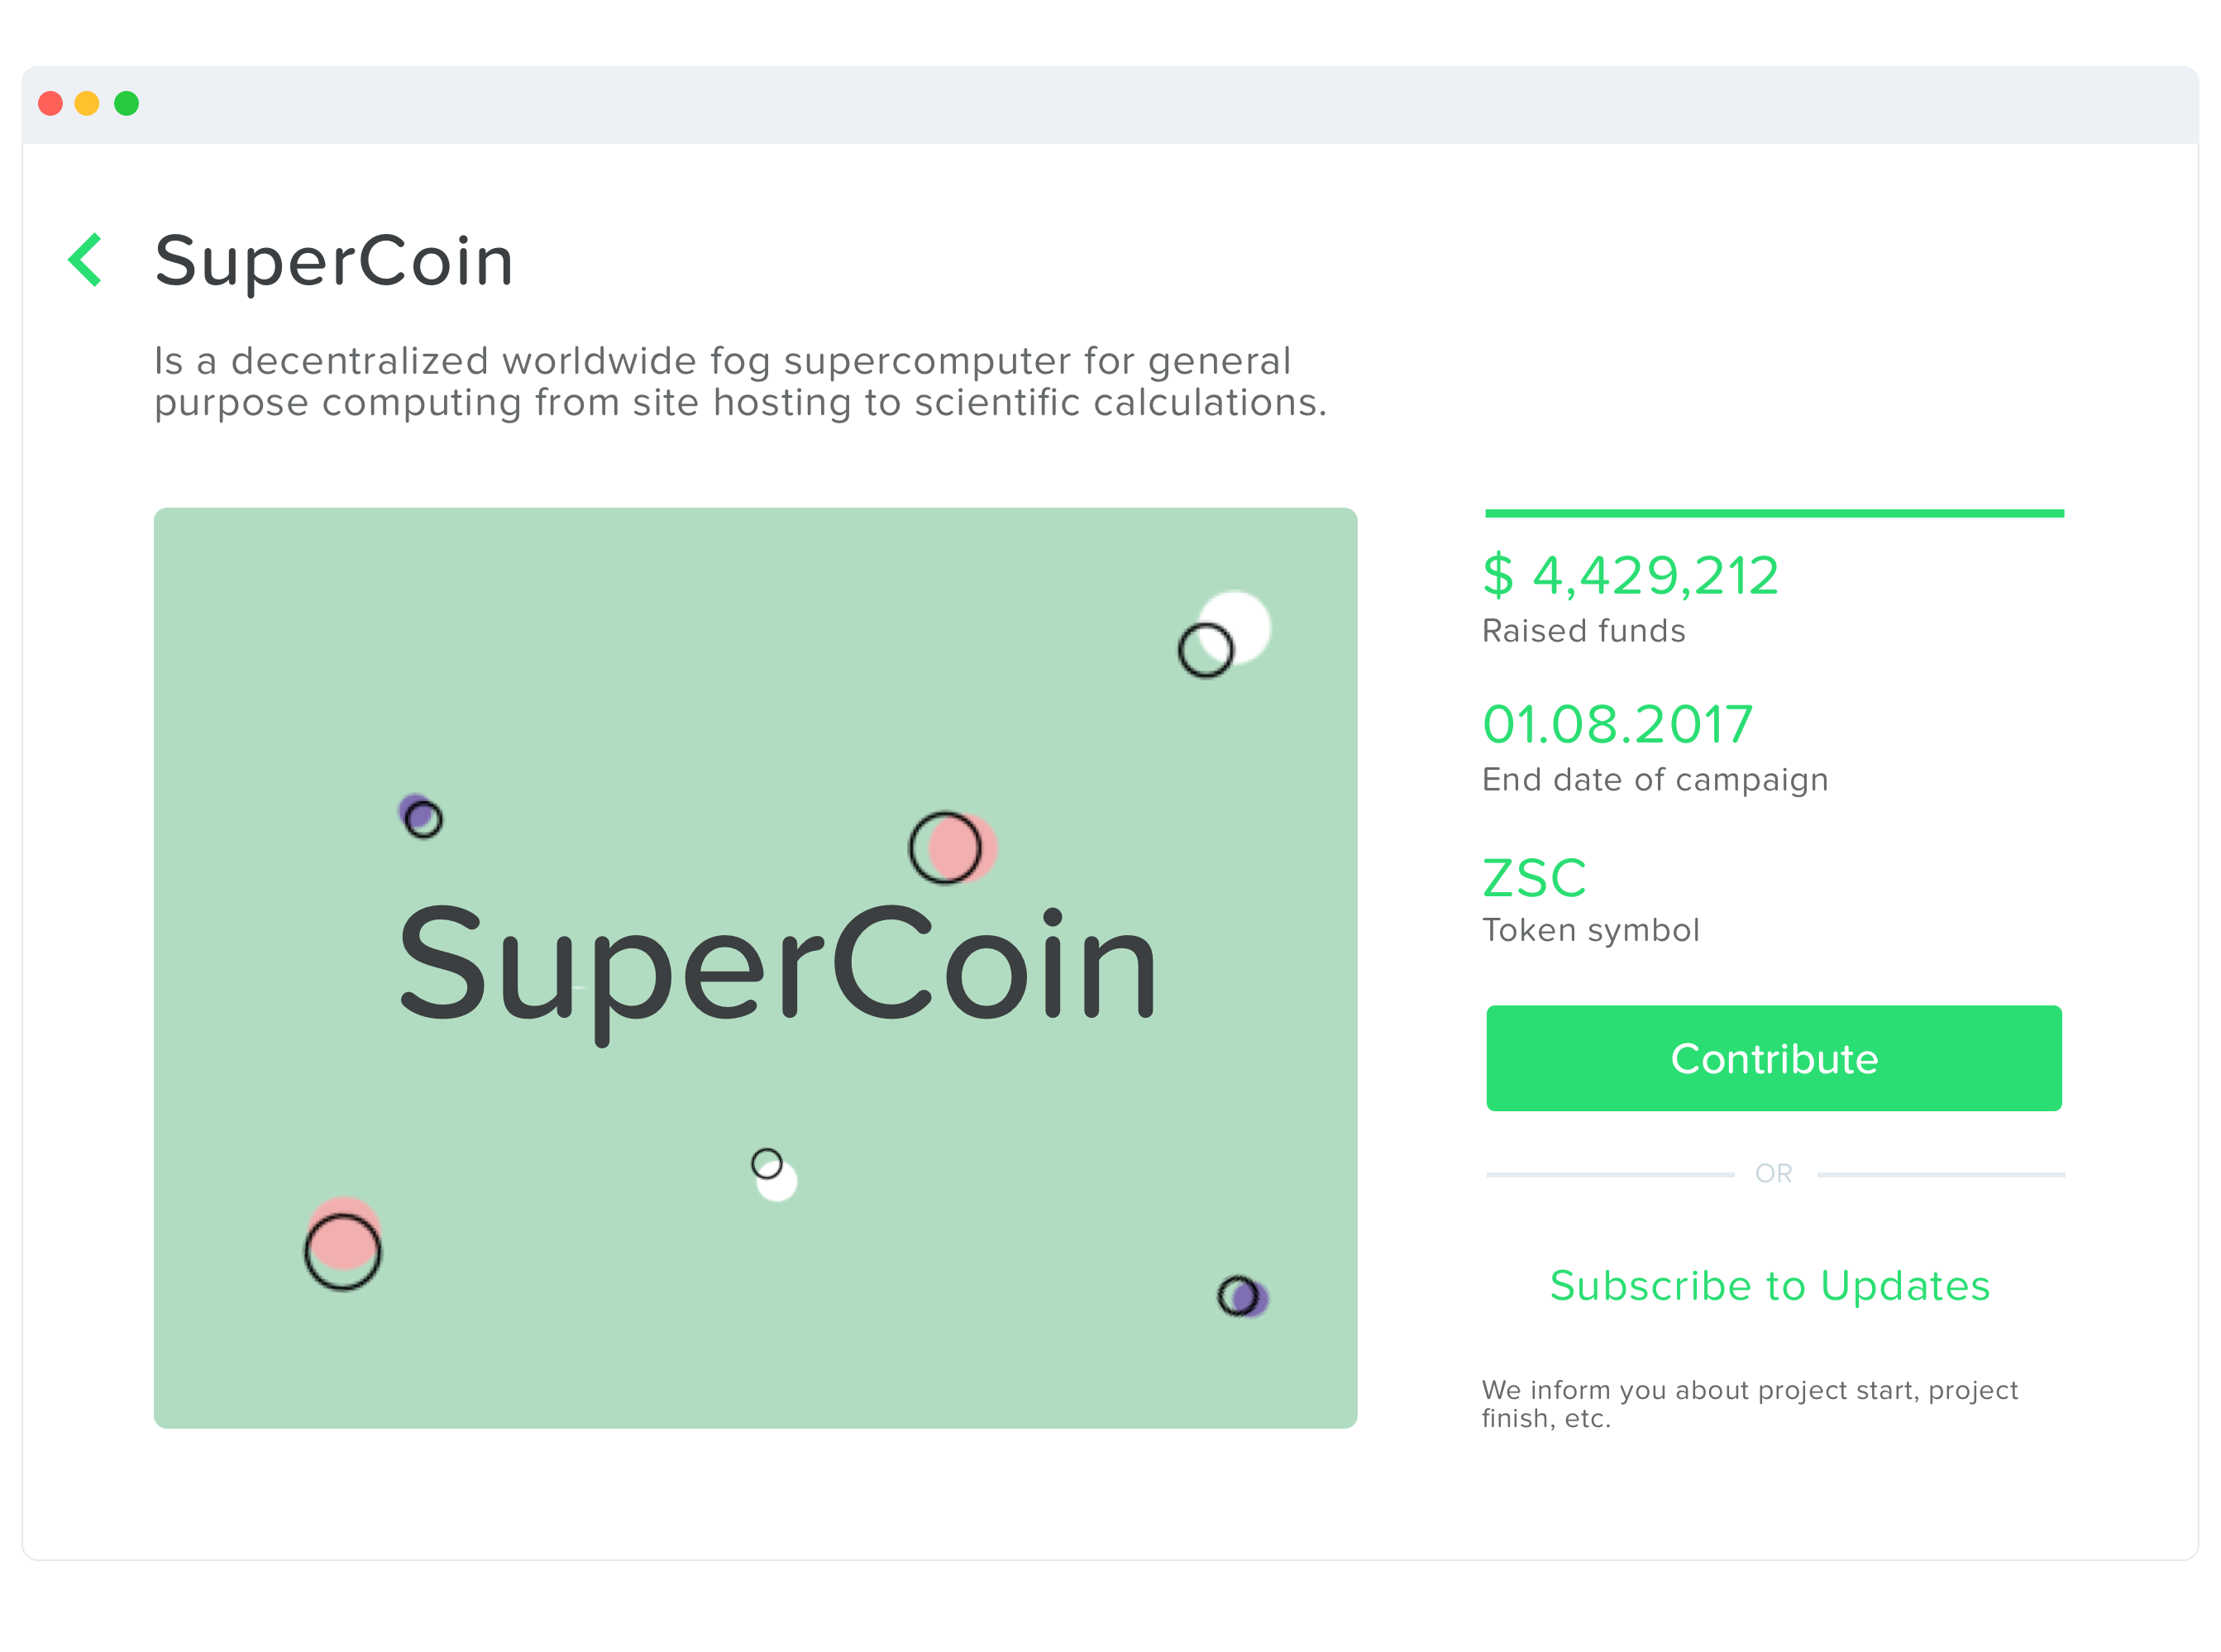 SuperCoin
Is a decentralized worldwide fog supercomputer for general
purpose computing from site hosting to scientific calculations.
SuperCoin
$ 4,429,212
Raised funds
01.08.2017
End date of campaign
ZSC
Token symbol
Contribute
OR
Subscribe to Updates
We inform you about project start, project
finish, etc.